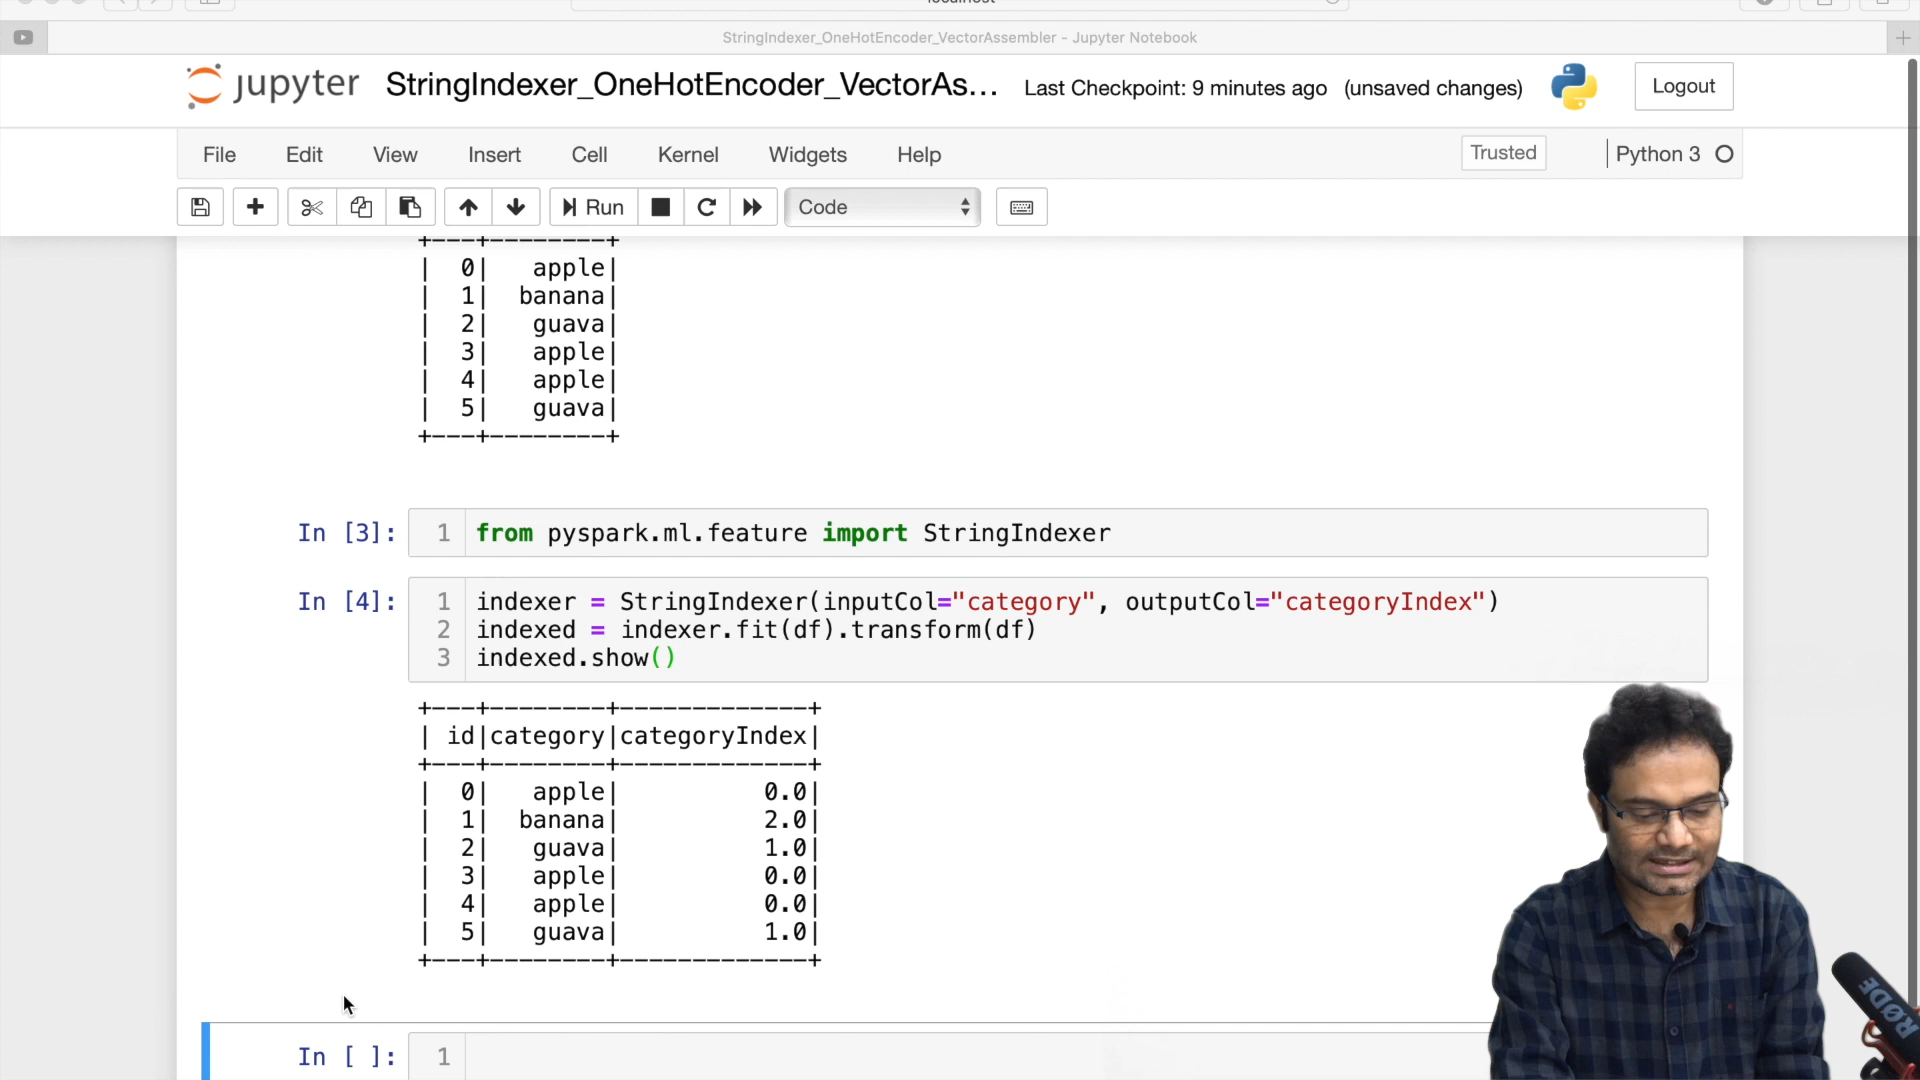 StringIndexer_OneHotEncoder_VectorAssembler - Jupyter Notebook
jupyter StringIndexer_OneHotEncoder_VectorAs... Last Checkpoint: 9 minutes ago (unsaved changes) Logout
File Edit View Insert Cell Kernel Widgets Help Trusted Python 3
Run Code
+---+--------+
|  0|   apple|
|  1|  banana|
|  2|   guava|
|  3|   apple|
|  4|   apple|
|  5|   guava|
+---+--------+
In [3]: 1 from pyspark.ml.feature import StringIndexer
In [4]: 1 indexer = StringIndexer(inputCol="category", outputCol="categoryIndex")
2 indexed = indexer.fit(df).transform(df)
3 indexed.show()
+---+--------+-------------+
| id|category|categoryIndex|
+---+--------+-------------+
|  0|   apple|          0.0|
|  1|  banana|          2.0|
|  2|   guava|          1.0|
|  3|   apple|          0.0|
|  4|   apple|          0.0|
|  5|   guava|          1.0|
+---+--------+-------------+
In [ ]: 1
RØDE